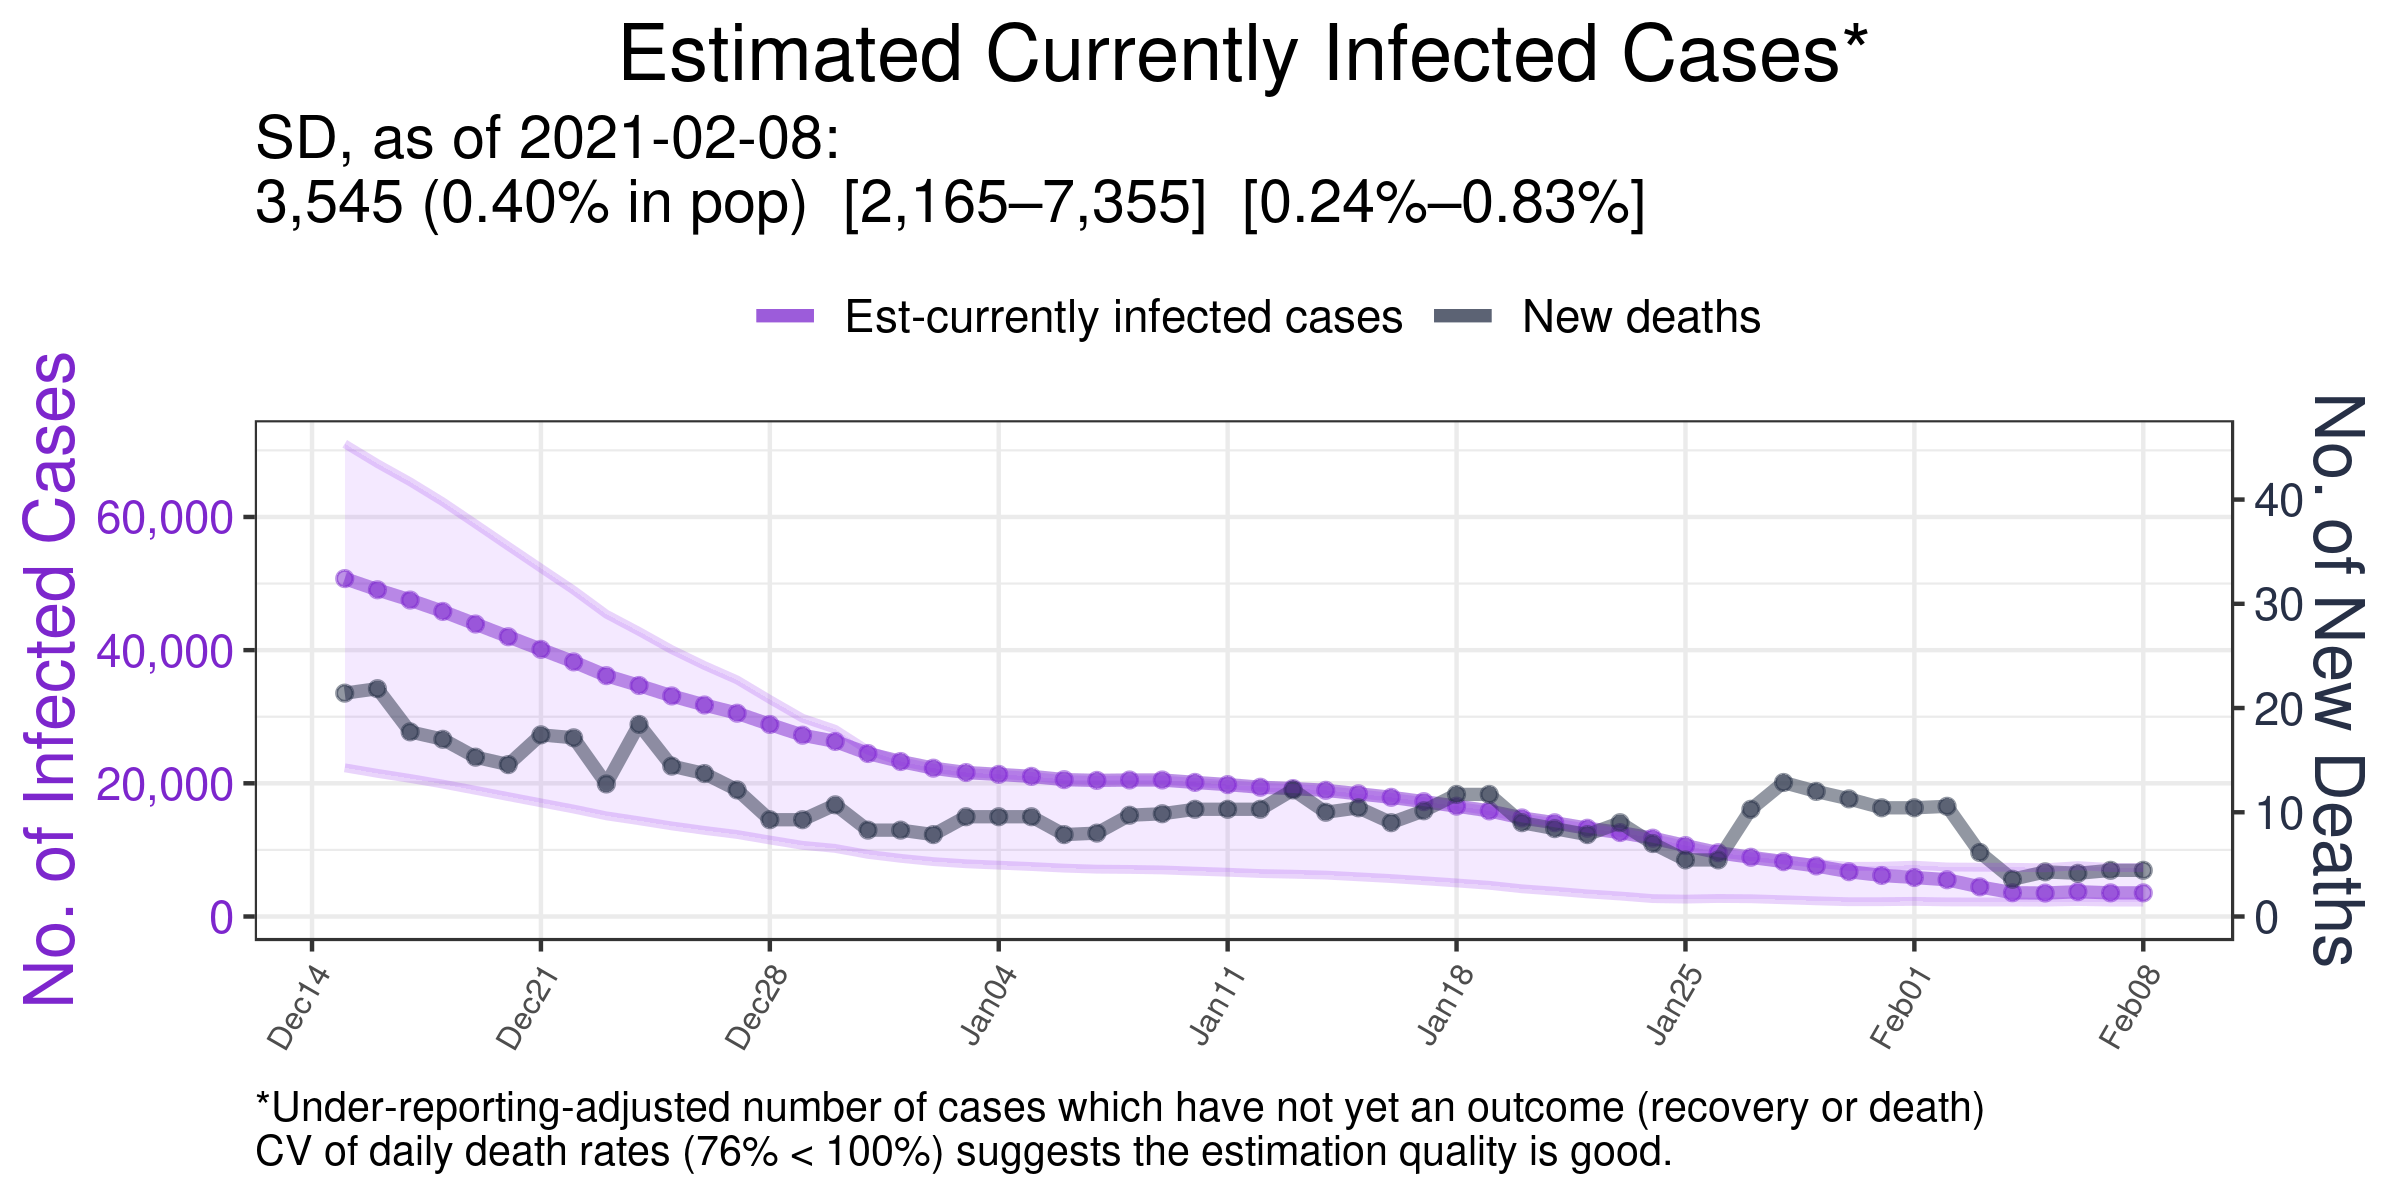 Estimated Currently Infected Cases*
SD, as of 2021-02-08:
3,545 (0.40% in pop)  [2,165–7,355]  [0.24%–0.83%]
Est-currently infected cases
New deaths
No. of Infected Cases
60,000
40,000
20,000
0
40
30
20
10
0
No. of New Deaths
Dec14
Dec21
Dec28
Jan04
Jan11
Jan18
Jan25
Feb01
Feb08
*Under-reporting-adjusted number of cases which have not yet an outcome (recovery or death)
CV of daily death rates (76% < 100%) suggests the estimation quality is good.